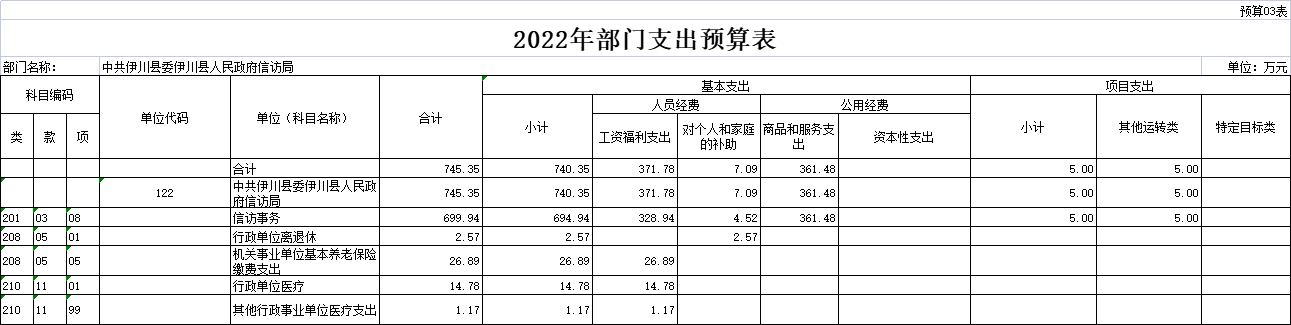 预算03表
2022年部门支出预算表
部门名称: 中共伊川县委伊川县人民政府信访局 单位: 万元
科目编码 单位代码 单位(科目名称) 合计 基本支出 项目支出
人员经费 公用经费
类 款 项 小计 工资福利支出 对个人和家庭的补助 商品和服务支出 资本性支出 小计 其他运转类 特定目标类
合计 745.35 740.35 371.78 7.09 361.48 5.00 5.00
122 中共伊川县委伊川县人民政府信访局 745.35 740.35 371.78 7.09 361.48 5.00 5.00
201 03 08 信访事务 699.94 694.94 328.94 4.52 361.48 5.00 5.00
208 05 01 行政单位离退休 2.57 2.57 2.57
208 05 05 机关事业单位基本养老保险缴费支出 26.89 26.89 26.89
210 11 01 行政单位医疗 14.78 14.78 14.78
210 11 99 其他行政事业单位医疗支出 1.17 1.17 1.17